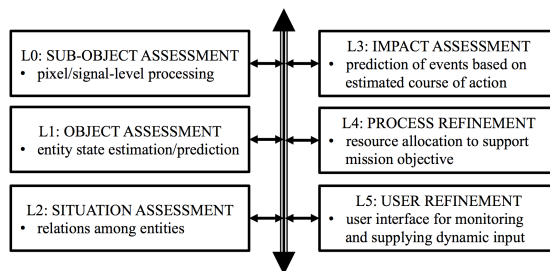 L0: SUB-OBJECT ASSESSMENT
• pixel/signal-level processing
L1: OBJECT ASSESSMENT
• entity state estimation/prediction
L2: SITUATION ASSESSMENT
• relations among entities
L3: IMPACT ASSESSMENT
• prediction of events based on
estimated course of action
L4: PROCESS REFINEMENT
• resource allocation to support
mission objective
L5: USER REFINEMENT
• user interface for monitoring
and supplying dynamic input